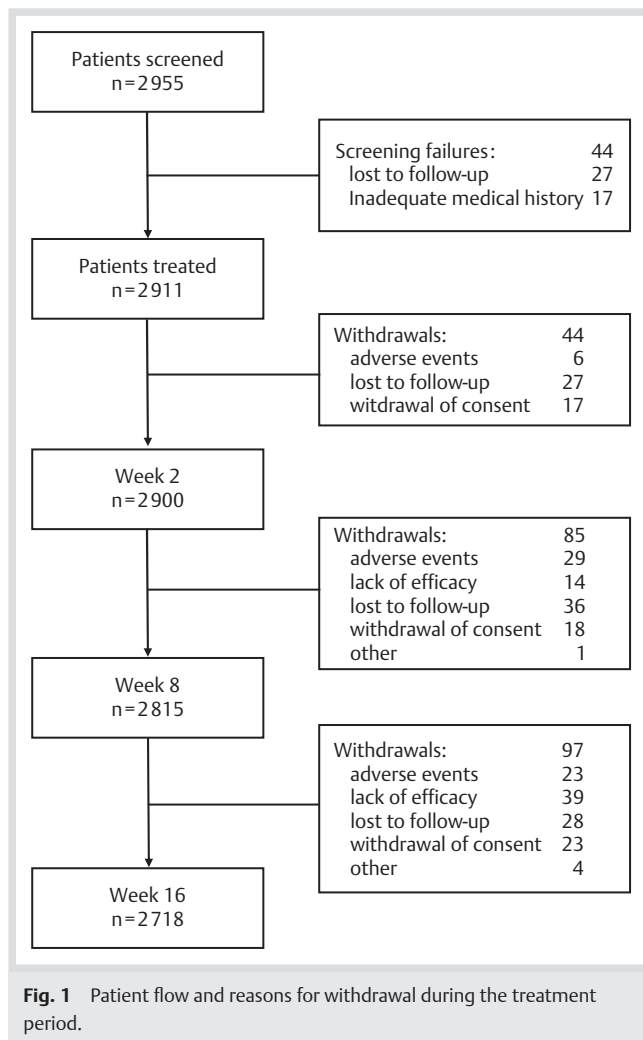 Patients screened
n=2955
Screening failures: 44
lost to follow-up 27
Inadequate medical history 17
Patients treated
n=2911
Withdrawals: 44
adverse events 6
lost to follow-up 27
witdrawal of consent 17
Week 2
n=2900
Withdrawals: 85
adverse events 29
lack of efficacy 14
lost to follow-up 36
withdrawal of consent 18
other 1
Week 8
n=2815
Withdrawals: 97
adverse events 23
lack of efficacy 39
lost to follow-up 28
withdrawal of consent 23
other 4
Week 16
n=2718
Fig. 1 Patient flow and reasons for withdrawal during the treatment
period.